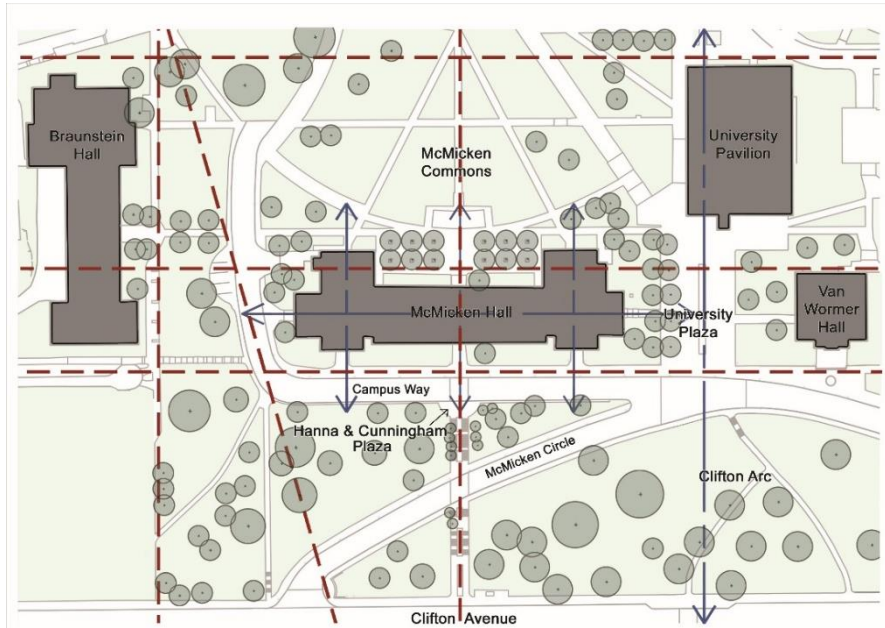 Braunstein
Hall
University
Pavilion
McMicken
Commons
McMicken Hall
University
Plaza
Van
Wormer
Hall
Campus Way
Hanna & Cunningham
Plaza
McMicken Circle
Clifton Arc
Clifton Avenue